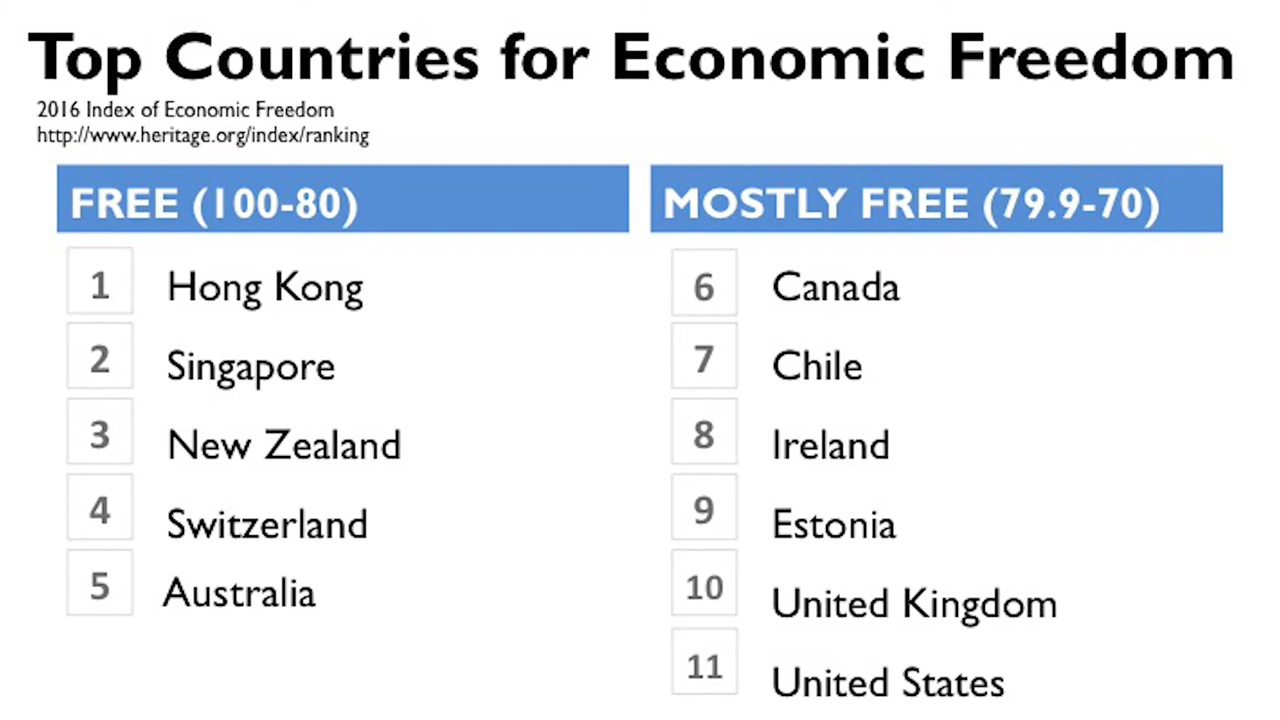 Top Countries for Economic Freedom
2016 Index of Economic Freedom
http://www.heritage.org/index/ranking
FREE (100-80)
1 Hong Kong
2 Singapore
3 New Zealand
4 Switzerland
5 Australia
MOSTLY FREE (79.9-70)
6 Canada
7 Chile
8 Ireland
9 Estonia
10 United Kingdom
11 United States